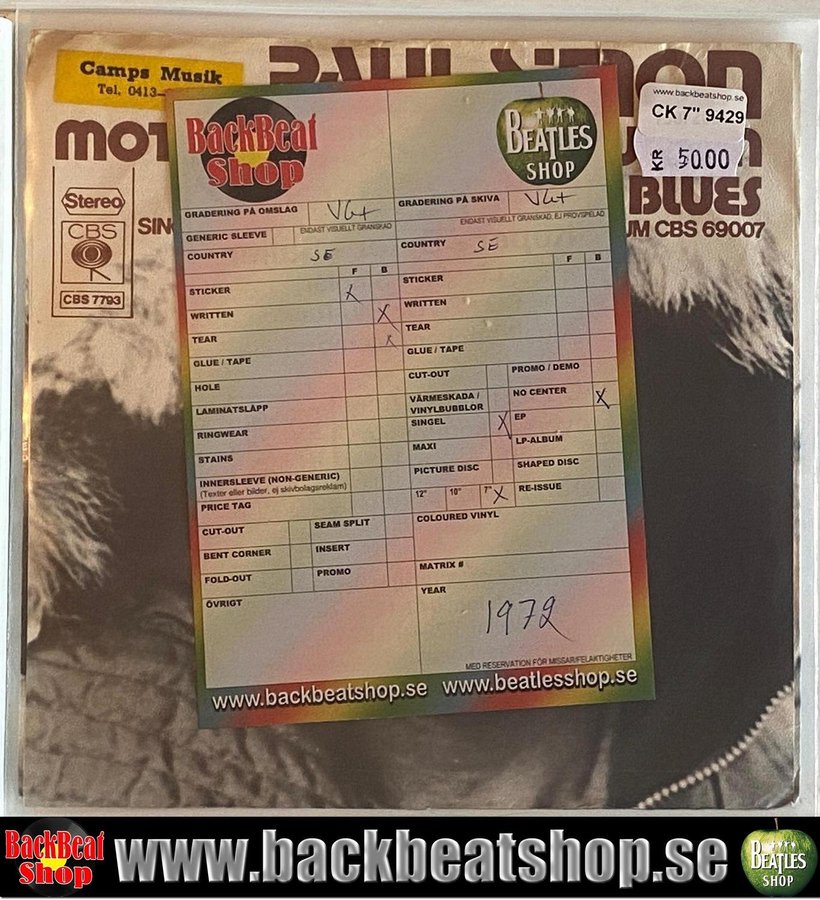 Camps Musik
Tel. 0413-
PAUL SIMON
MOT
BLUES
Stereo
CBS
CBS 7793
SIN
UM CBS 69007
www.backbeatshop.se
CK 7" 9429
KR 50.00
BackBeat
Shop
BEATLES
SHOP
GRADERING PÅ OMSLAG VG+
ENDAST VISUELLT GRANSKAD
GENERIC SLEEVE
COUNTRY SE
F B
STICKER X
WRITTEN X
TEAR X
GLUE / TAPE
HOLE
LAMINATSLÄPP
RINGWEAR
STAINS
INNERSLEEVE (NON-GENERIC)
(Texter eller bilder, ej skivbolagsreklam)
PRICE TAG
CUT-OUT SEAM SPLIT
BENT CORNER INSERT
FOLD-OUT PROMO
ÖVRIGT
GRADERING PÅ SKIVA VG+
ENDAST VISUELLT GRANSKAD, EJ PROVSPELAD
COUNTRY SE
F B
STICKER
WRITTEN
TEAR
GLUE / TAPE
CUT-OUT PROMO / DEMO
VÄRMESKADA /
VINYLBUBBLOR NO CENTER X
SINGEL X EP
MAXI LP-ALBUM
PICTURE DISC SHAPED DISC
12" 10" 7" X RE-ISSUE
COLOURED VINYL
MATRIX #
YEAR
1972
MED RESERVATION FÖR MISSAR/FELAKTIGHETER
www.backbeatshop.se www.beatlesshop.se
BackBeat
Shop
www.backbeatshop.se
BEATLES
SHOP